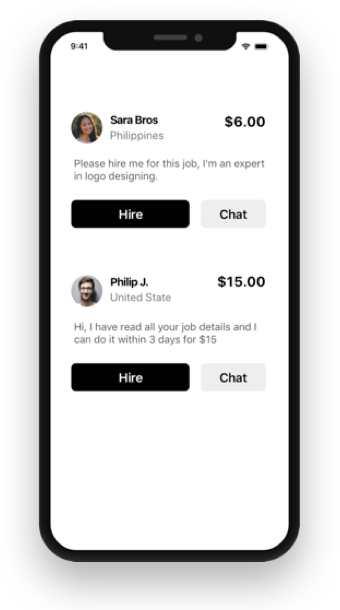 9:41
Sara Bros $6.00
Philippines
Please hire me for this job, I'm an expert
in logo designing.
Hire Chat
Philip J. $15.00
United State
Hi, I have read all your job details and I
can do it within 3 days for $15
Hire Chat